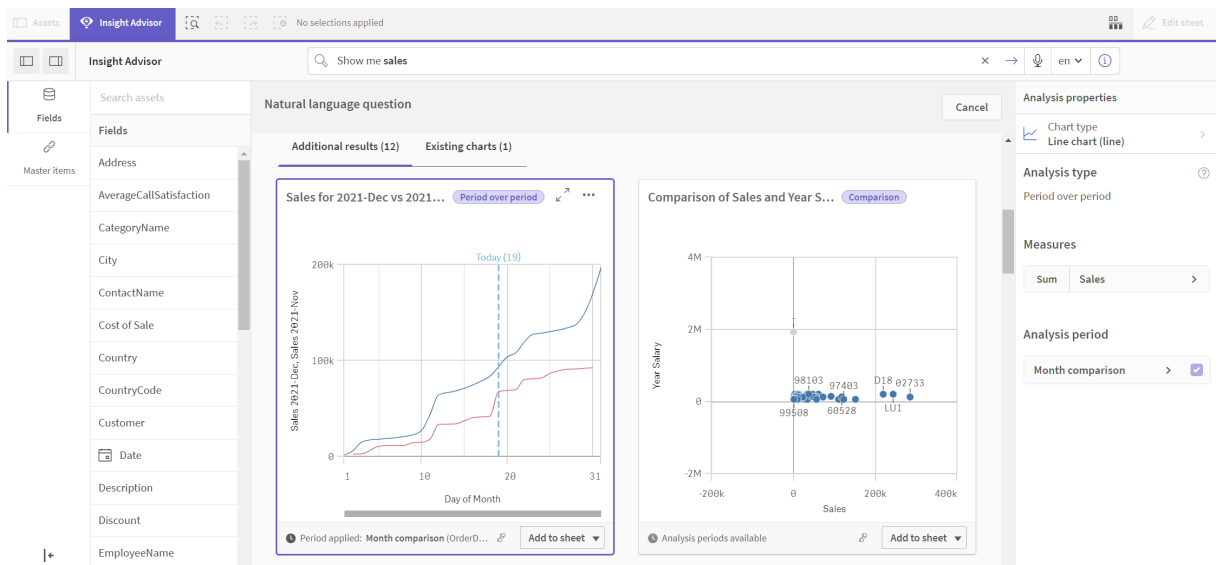 Assets
Insight Advisor
No selections applied
Edit sheet
Insight Advisor
Show me sales
en
Fields
Master items
Search assets
Fields
Address
AverageCallSatisfaction
CategoryName
City
ContactName
Cost of Sale
Country
CountryCode
Customer
Date
Description
Discount
EmployeeName
Natural language question
Cancel
Additional results (12)
Existing charts (1)
Sales for 2021-Dec vs 2021...
Period over period
Today (19)
Sales 2021-Dec, Sales 2021-Nov
200k
100k
0
1
10
20
31
Day of Month
Period applied: Month comparison (OrderD...
Add to sheet
Comparison of Sales and Year S...
Comparison
Year Salary
4M
2M
0
-2M
98103
97403
D18
02733
99508
60528
LU1
-200k
0
200k
400k
Sales
Analysis periods available
Add to sheet
Analysis properties
Chart type
Line chart (line)
Analysis type
Period over period
Measures
Sum
Sales
Analysis period
Month comparison